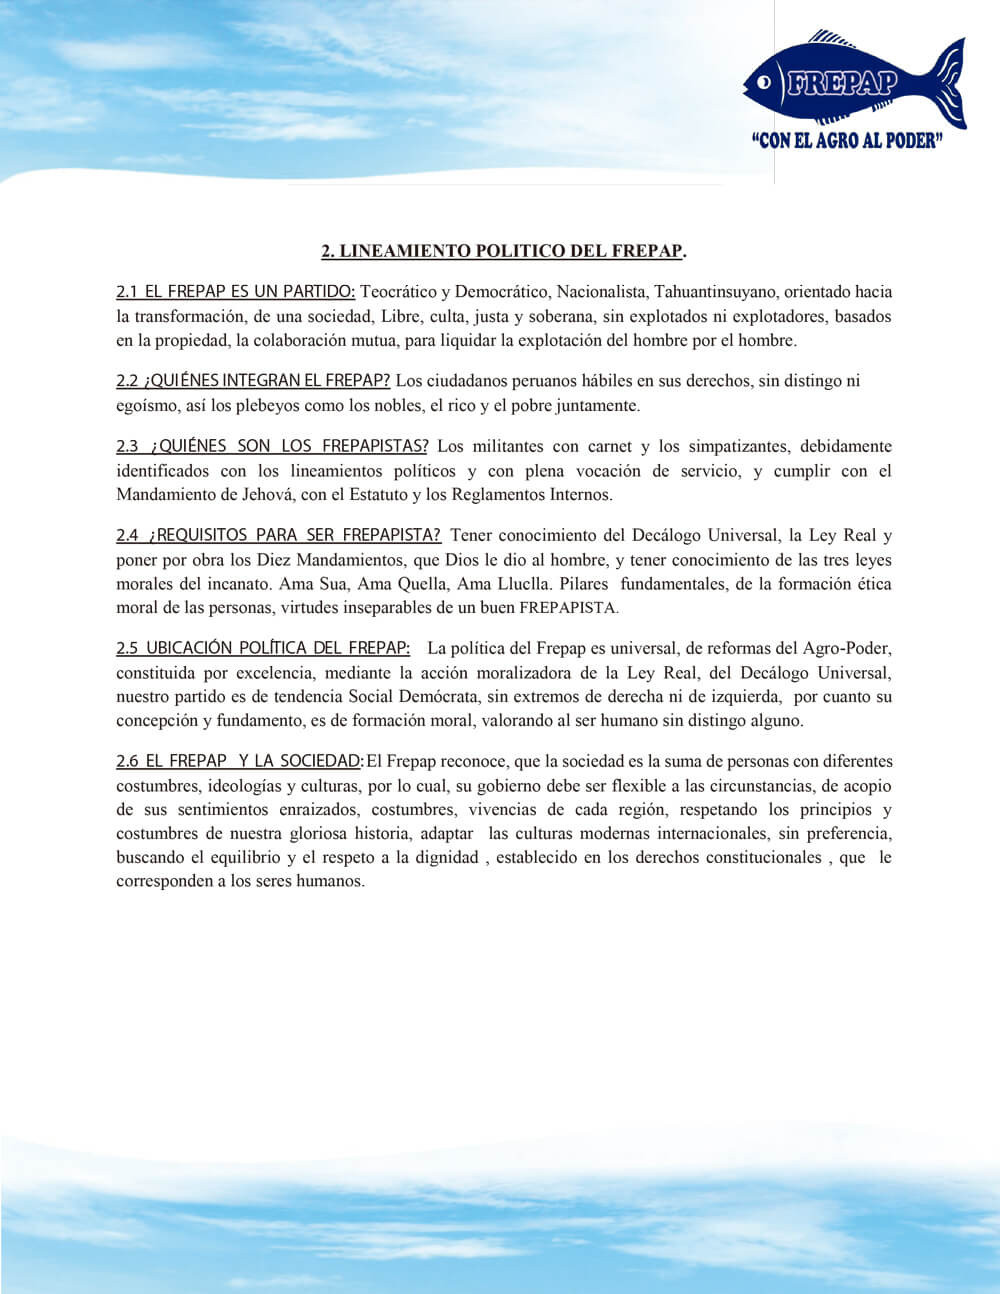 FREPAP
“CON EL AGRO AL PODER”
2. LINEAMIENTO POLITICO DEL FREPAP.
2.1 EL FREPAP ES UN PARTIDO: Teocrático y Democrático, Nacionalista, Tahuantinsuyano, orientado hacia
la transformación, de una sociedad, Libre, culta, justa y soberana, sin explotados ni explotadores, basados
en la propiedad, la colaboración mutua, para liquidar la explotación del hombre por el hombre.
2.2 ¿QUIÉNES INTEGRAN EL FREPAP? Los ciudadanos peruanos hábiles en sus derechos, sin distingo ni
egoísmo, así los plebeyos como los nobles, el rico y el pobre juntamente.
2.3 ¿QUIÉNES SON LOS FREPAPISTAS? Los militantes con carnet y los simpatizantes, debidamente
identificados con los lineamientos políticos y con plena vocación de servicio, y cumplir con el
Mandamiento de Jehová, con el Estatuto y los Reglamentos Internos.
2.4 ¿REQUISITOS PARA SER FREPAPISTA? Tener conocimiento del Decálogo Universal, la Ley Real y
poner por obra los Diez Mandamientos, que Dios le dio al hombre, y tener conocimiento de las tres leyes
morales del incanato. Ama Sua, Ama Quella, Ama Lluclla. Pilares fundamentales, de la formación ética
moral de las personas, virtudes inseparables de un buen FREPAPISTA.
2.5 UBICACIÓN POLÍTICA DEL FREPAP: La política del Frepap es universal, de reformas del Agro-Poder,
constituida por excelencia, mediante la acción moralizadora de la Ley Real, del Decálogo Universal,
nuestro partido es de tendencia Social Demócrata, sin extremos de derecha ni de izquierda, por cuanto su
concepción y fundamento, es de formación moral, valorando al ser humano sin distingo alguno.
2.6 EL FREPAP Y LA SOCIEDAD: El Frepap reconoce, que la sociedad es la suma de personas con diferentes
costumbres, ideologías y culturas, por lo cual, su gobierno debe ser flexible a las circunstancias, de acopio
de sus sentimientos enraizados, costumbres, vivencias de cada región, respetando los principios y
costumbres de nuestra gloriosa historia, adaptar las culturas modernas internacionales, sin preferencia,
buscando el equilibrio y el respeto a la dignidad , establecido en los derechos constitucionales , que le
corresponden a los seres humanos.